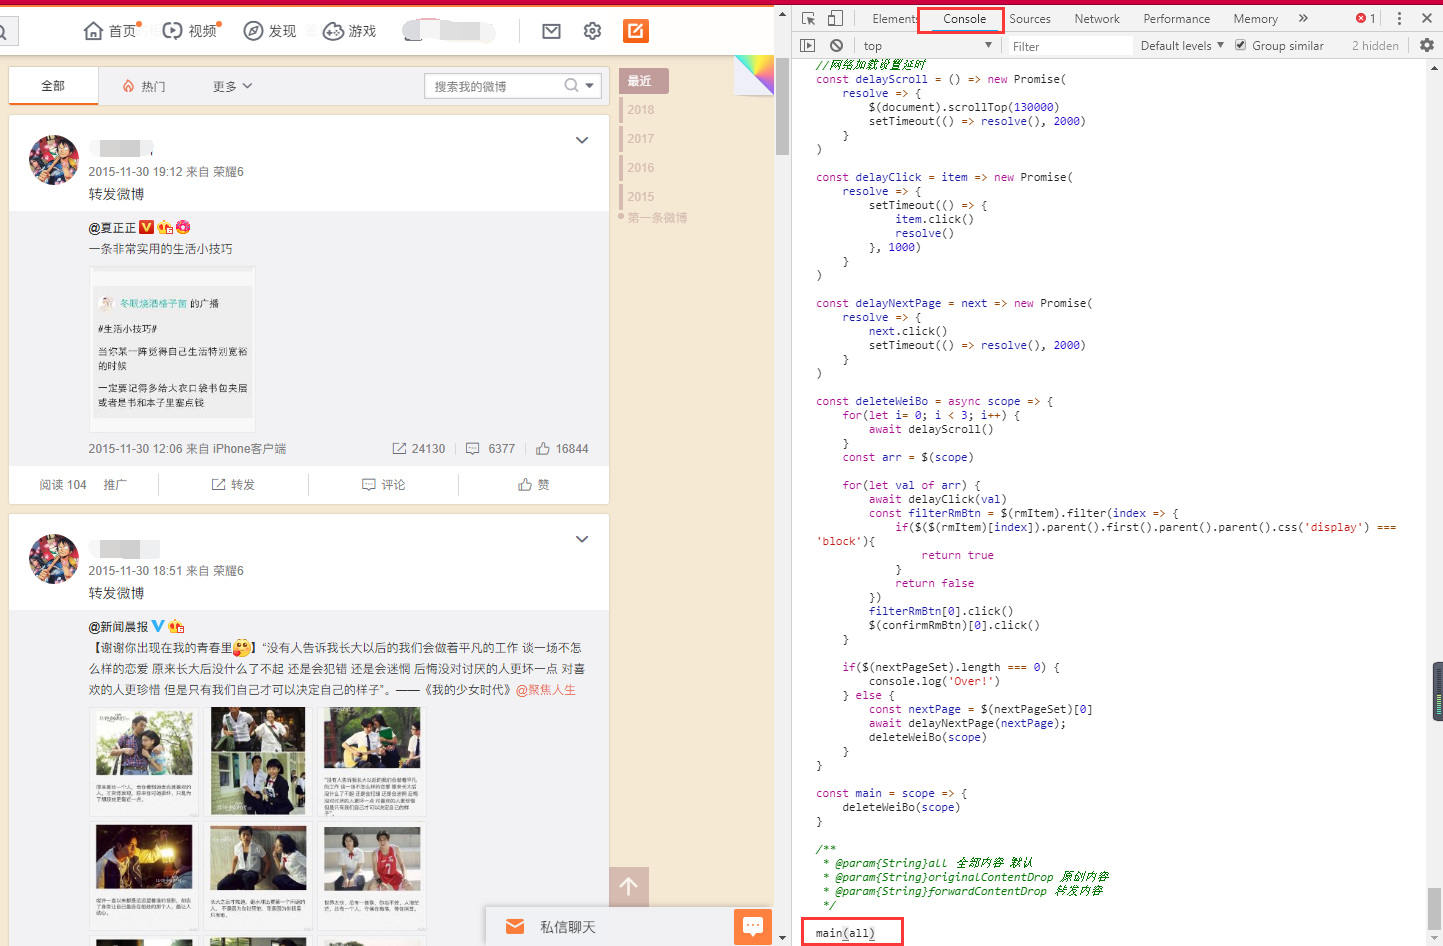 首页
视频
发现
游戏
全部
热门
更多
搜索我的微博
最近
2018
2017
2016
2015
第一条微博
2015-11-30 19:12 来自 荣耀6
转发微博
@夏正正
一条非常实用的生活小技巧
冬眠烧酒格子菌 的广播
#生活小技巧#
当你某一阵觉得自己生活特别宽裕
的时候
一定要记得多给大衣口袋书包夹层
或者是书和本子里塞点钱
2015-11-30 12:06 来自 iPhone客户端
24130
6377
16844
阅读 104 推广
转发
评论
赞
2015-11-30 18:51 来自 荣耀6
转发微博
@新闻晨报
【谢谢你出现在我的青春里】“没有人告诉我长大以后的我们会做着平凡的工作 谈一场不怎
么样的恋爱 原来长大后没什么了不起 还是会犯错 还是会迷惘 后悔没对讨厌的人更坏一点 对喜
欢的人更珍惜 但是只有我们自己才可以决定自己的样子”。——《我的少女时代》@聚焦人生
私信聊天
Elements
Console
Sources
Network
Performance
Memory
1
top
Filter
Default levels
Group similar
2 hidden
//网络加载设置延时
const delayScroll = () => new Promise(
resolve => {
$(document).scrollTop(130000)
setTimeout(() => resolve(), 2000)
}
)
const delayClick = item => new Promise(
resolve => {
setTimeout(() => {
item.click()
resolve()
}, 1000)
}
)
const delayNextPage = next => new Promise(
resolve => {
next.click()
setTimeout(() => resolve(), 2000)
}
)
const deleteWeiBo = async scope => {
for(let i= 0; i < 3; i++) {
await delayScroll()
}
const arr = $(scope)
for(let val of arr) {
await delayClick(val)
const filterRmBtn = $(rmItem).filter(index => {
if($($(rmItem)[index]).parent().first().parent().parent().css('display') ===
'block'){
return true
}
return false
})
filterRmBtn[0].click()
$(confirmRmBtn)[0].click()
}
if($(nextPageSet).length === 0) {
console.log('Over!')
} else {
const nextPage = $(nextPageSet)[0]
await delayNextPage(nextPage);
deleteWeiBo(scope)
}
}
const main = scope => {
deleteWeiBo(scope)
}
/**
* @param{String}all 全部内容 默认
* @param{String}originalContentDrop 原创内容
* @param{String}forwardContentDrop 转发内容
*/
main(all)